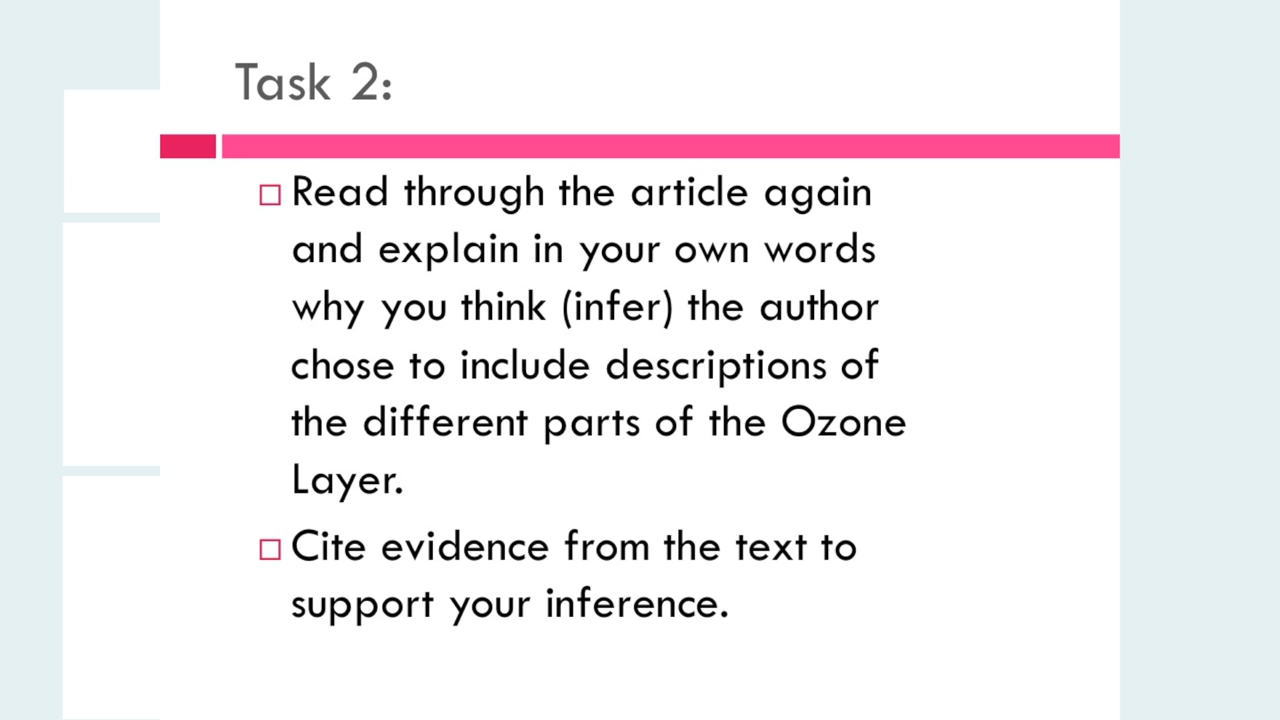 Task 2:
Read through the article again
and explain in your own words
why you think (infer) the author
chose to include descriptions of
the different parts of the Ozone
Layer.
Cite evidence from the text to
support your inference.